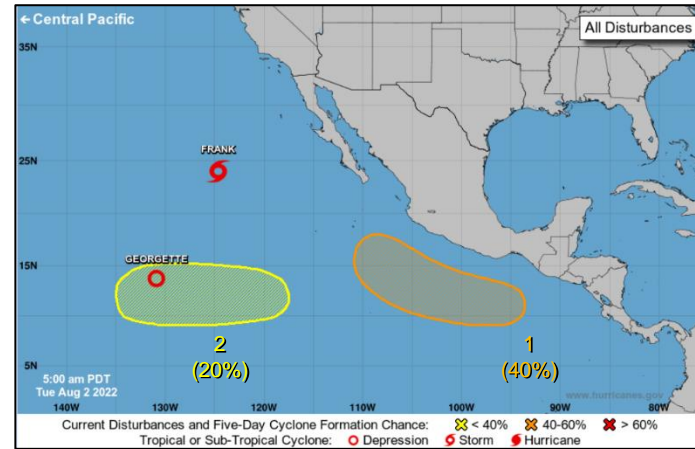 ← Central Pacific
All Disturbances
35N
FRANK
25N
GEORGETTE
15N
2
(20%)
1
(40%)
5N
5:00 am PDT
Tue Aug 2 2022
www.hurricanes.gov
140W 130W 120W 110W 100W 90W 80W
Current Disturbances and Five-Day Cyclone Formation Chance: < 40% 40-60% > 60%
Tropical or Sub-Tropical Cyclone: Depression Storm Hurricane